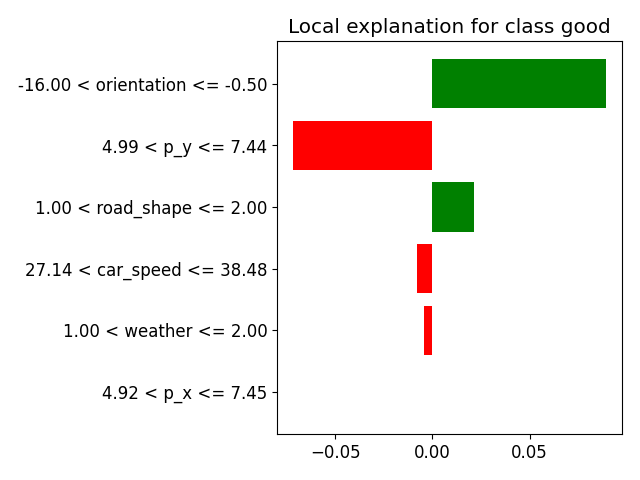 Local explanation for class good
-16.00 < orientation <= -0.50
4.99 < p_y <= 7.44
1.00 < road_shape <= 2.00
27.14 < car_speed <= 38.48
1.00 < weather <= 2.00
4.92 < p_x <= 7.45
−0.05 0.00 0.05